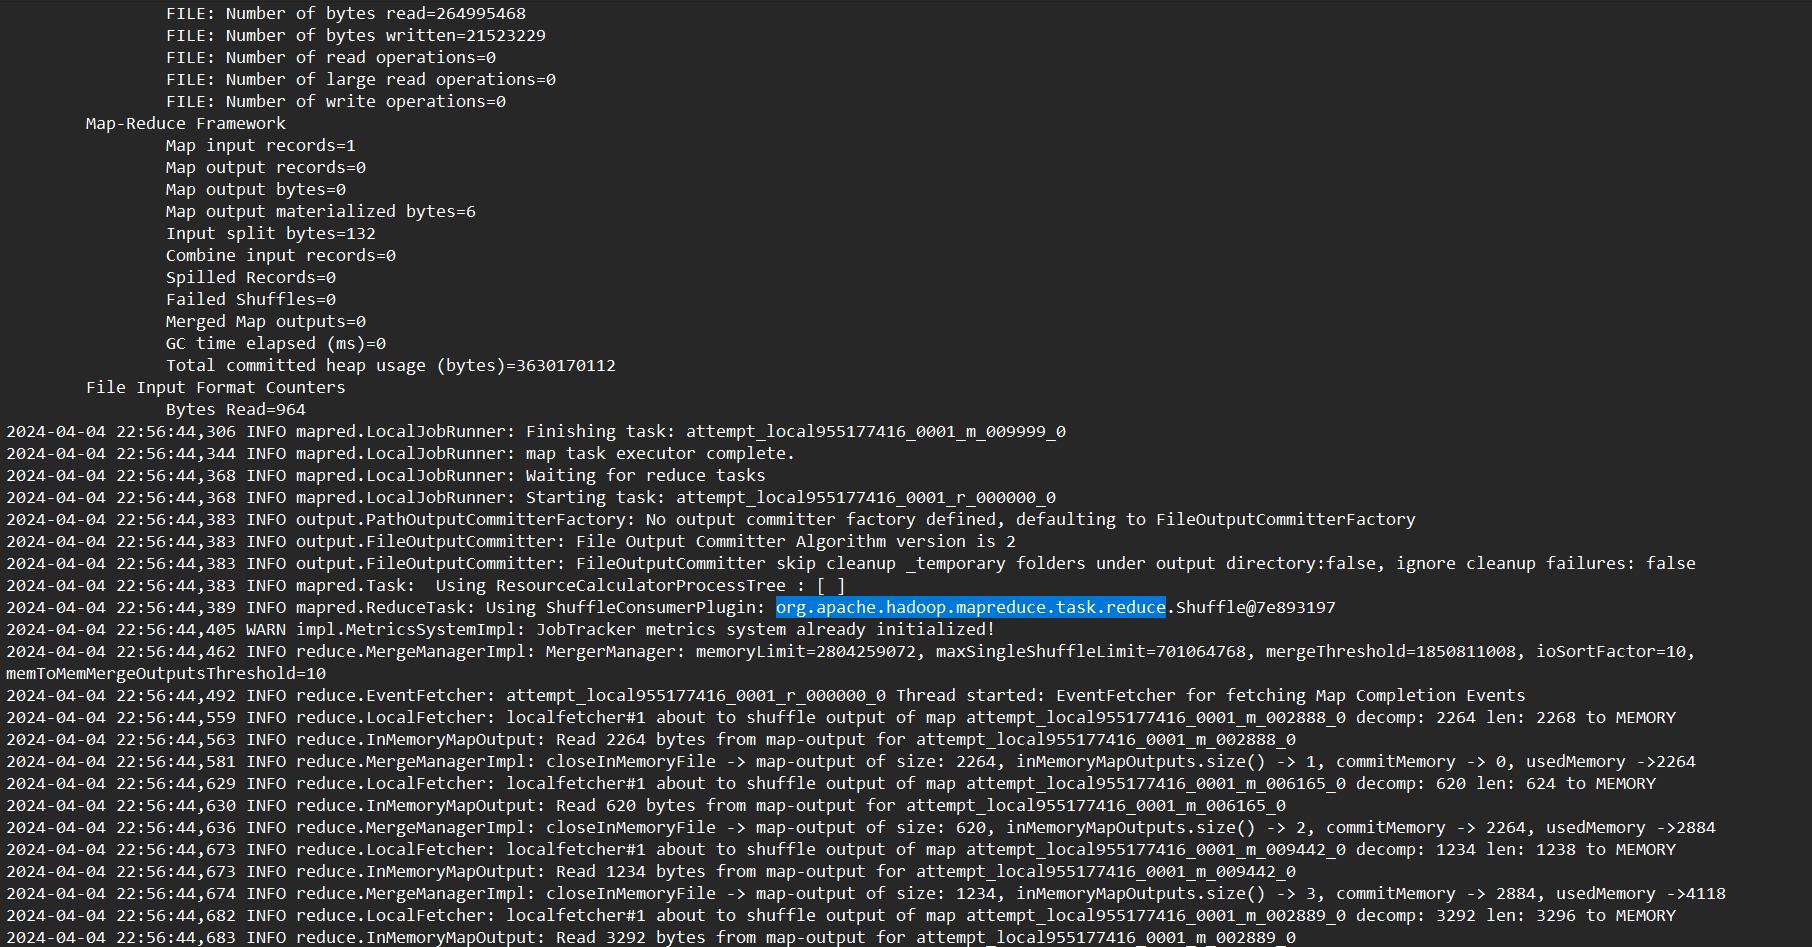 FILE: Number of bytes read=264995468
FILE: Number of bytes written=21523229
FILE: Number of read operations=0
FILE: Number of large read operations=0
FILE: Number of write operations=0
Map-Reduce Framework
Map input records=1
Map output records=0
Map output bytes=0
Map output materialized bytes=6
Input split bytes=132
Combine input records=0
Spilled Records=0
Failed Shuffles=0
Merged Map outputs=0
GC time elapsed (ms)=0
Total committed heap usage (bytes)=3630170112
File Input Format Counters
Bytes Read=964
2024-04-04 22:56:44,306 INFO mapred.LocalJobRunner: Finishing task: attempt_local955177416_0001_m_009999_0
2024-04-04 22:56:44,344 INFO mapred.LocalJobRunner: map task executor complete.
2024-04-04 22:56:44,368 INFO mapred.LocalJobRunner: Waiting for reduce tasks
2024-04-04 22:56:44,368 INFO mapred.LocalJobRunner: Starting task: attempt_local955177416_0001_r_000000_0
2024-04-04 22:56:44,383 INFO output.PathOutputCommitterFactory: No output committer factory defined, defaulting to FileOutputCommitterFactory
2024-04-04 22:56:44,383 INFO output.FileOutputCommitter: File Output Committer Algorithm version is 2
2024-04-04 22:56:44,383 INFO output.FileOutputCommitter: FileOutputCommitter skip cleanup _temporary folders under output directory:false, ignore cleanup failures: false
2024-04-04 22:56:44,383 INFO mapred.Task:  Using ResourceCalculatorProcessTree : [ ]
2024-04-04 22:56:44,389 INFO mapred.ReduceTask: Using ShuffleConsumerPlugin: org.apache.hadoop.mapreduce.task.reduce.Shuffle@7e893197
2024-04-04 22:56:44,405 WARN impl.MetricsSystemImpl: JobTracker metrics system already initialized!
2024-04-04 22:56:44,462 INFO reduce.MergeManagerImpl: MergerManager: memoryLimit=2804259072, maxSingleShuffleLimit=701064768, mergeThreshold=1850811008, ioSortFactor=10,
memToMemMergeOutputsThreshold=10
2024-04-04 22:56:44,492 INFO reduce.EventFetcher: attempt_local955177416_0001_r_000000_0 Thread started: EventFetcher for fetching Map Completion Events
2024-04-04 22:56:44,559 INFO reduce.LocalFetcher: localfetcher#1 about to shuffle output of map attempt_local955177416_0001_m_002888_0 decomp: 2264 len: 2268 to MEMORY
2024-04-04 22:56:44,563 INFO reduce.InMemoryMapOutput: Read 2264 bytes from map-output for attempt_local955177416_0001_m_002888_0
2024-04-04 22:56:44,581 INFO reduce.MergeManagerImpl: closeInMemoryFile -> map-output of size: 2264, inMemoryMapOutputs.size() -> 1, commitMemory -> 0, usedMemory ->2264
2024-04-04 22:56:44,629 INFO reduce.LocalFetcher: localfetcher#1 about to shuffle output of map attempt_local955177416_0001_m_006165_0 decomp: 620 len: 624 to MEMORY
2024-04-04 22:56:44,630 INFO reduce.InMemoryMapOutput: Read 620 bytes from map-output for attempt_local955177416_0001_m_006165_0
2024-04-04 22:56:44,636 INFO reduce.MergeManagerImpl: closeInMemoryFile -> map-output of size: 620, inMemoryMapOutputs.size() -> 2, commitMemory -> 2264, usedMemory ->2884
2024-04-04 22:56:44,673 INFO reduce.LocalFetcher: localfetcher#1 about to shuffle output of map attempt_local955177416_0001_m_009442_0 decomp: 1234 len: 1238 to MEMORY
2024-04-04 22:56:44,673 INFO reduce.InMemoryMapOutput: Read 1234 bytes from map-output for attempt_local955177416_0001_m_009442_0
2024-04-04 22:56:44,674 INFO reduce.MergeManagerImpl: closeInMemoryFile -> map-output of size: 1234, inMemoryMapOutputs.size() -> 3, commitMemory -> 2884, usedMemory ->4118
2024-04-04 22:56:44,682 INFO reduce.LocalFetcher: localfetcher#1 about to shuffle output of map attempt_local955177416_0001_m_002889_0 decomp: 3292 len: 3296 to MEMORY
2024-04-04 22:56:44,683 INFO reduce.InMemoryMapOutput: Read 3292 bytes from map-output for attempt_local955177416_0001_m_002889_0